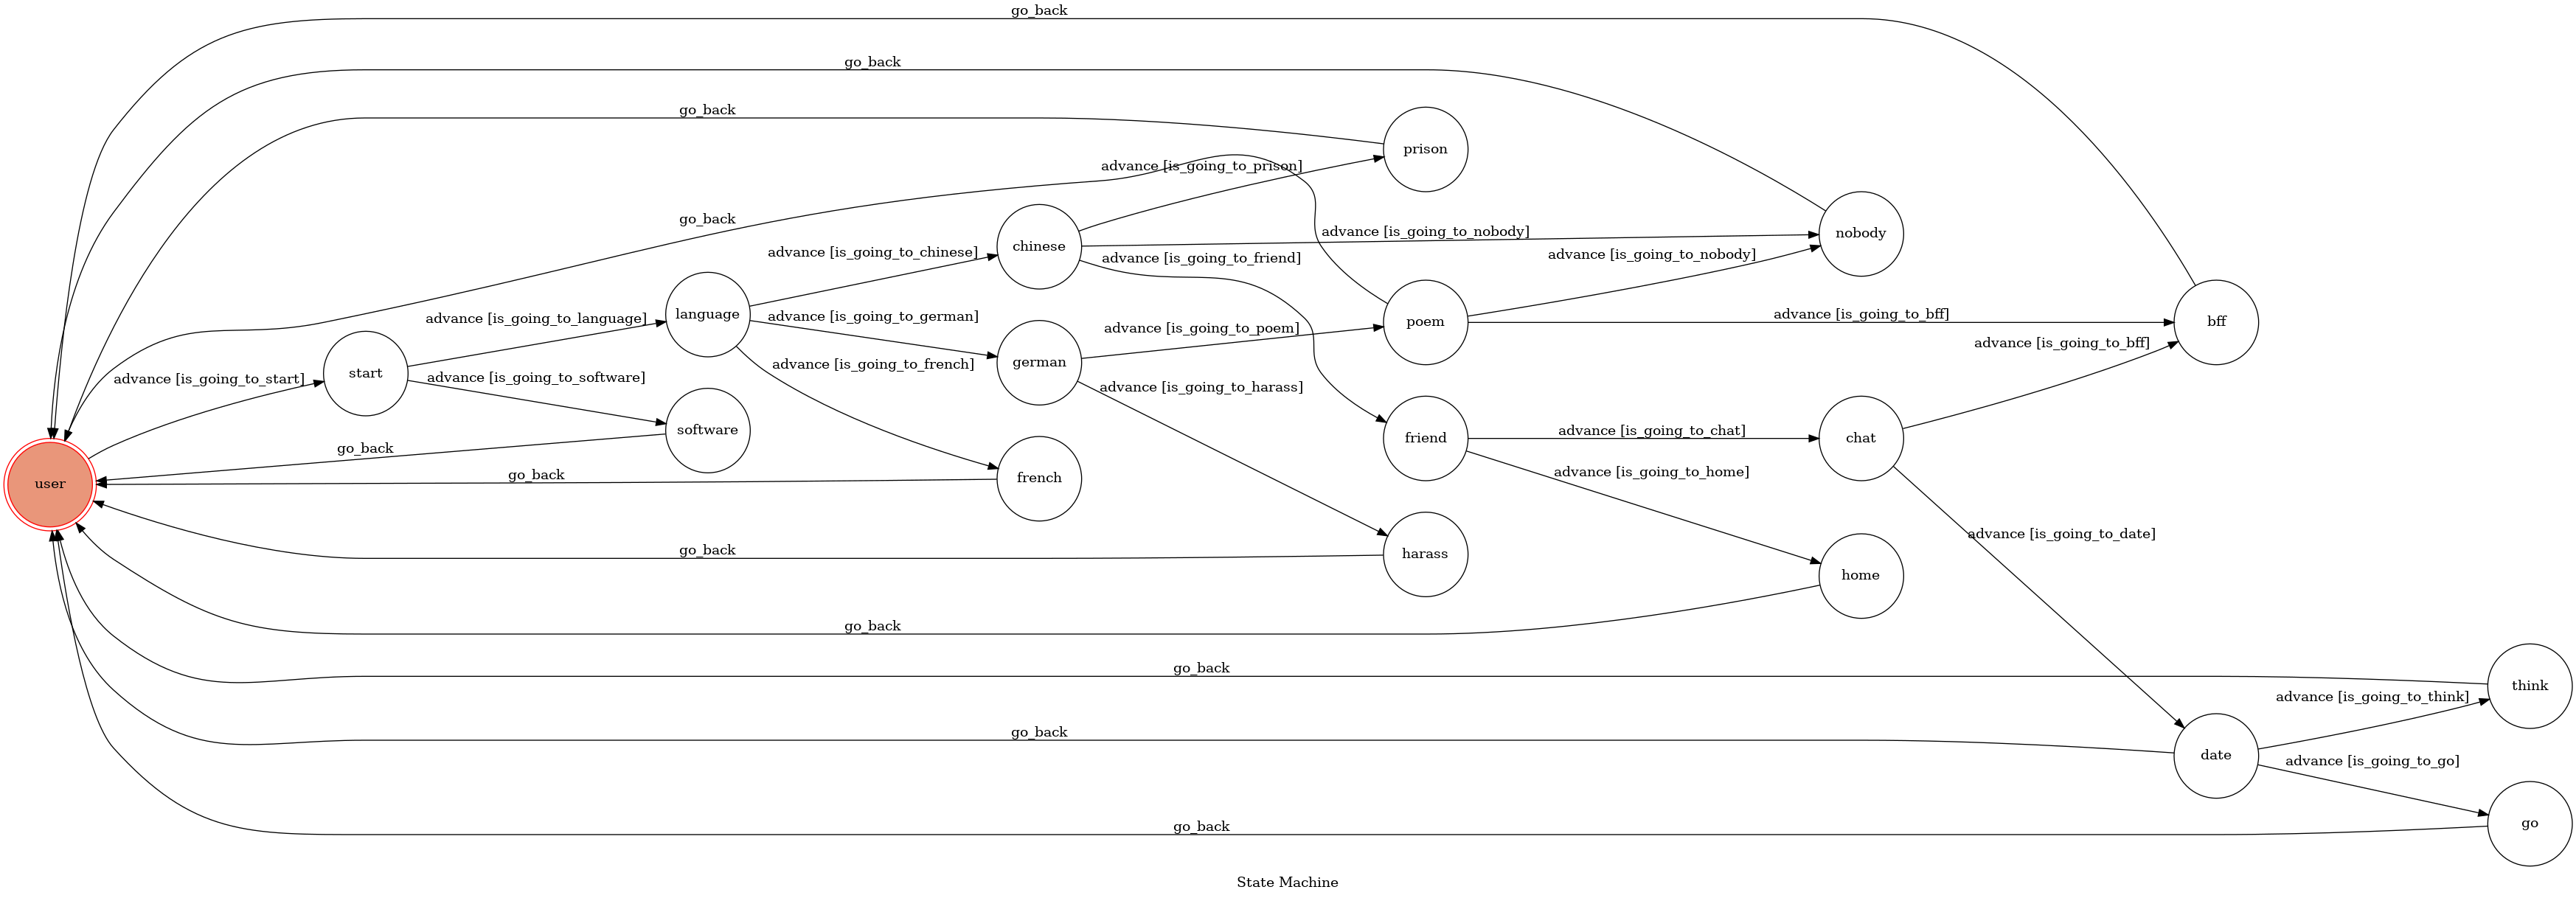 go_back
go_back
go_back
prison
advance [is_going_to_prison]
go_back
nobody
advance [is_going_to_nobody]
chinese
advance [is_going_to_chinese]
advance [is_going_to_friend]
advance [is_going_to_nobody]
language
advance [is_going_to_language]
advance [is_going_to_german]
advance [is_going_to_poem]
poem
advance [is_going_to_bff]
bff
advance [is_going_to_bff]
german
advance [is_going_to_french]
start
advance [is_going_to_start]
advance [is_going_to_software]
advance [is_going_to_harass]
software
friend
advance [is_going_to_chat]
chat
go_back
advance [is_going_to_home]
go_back
french
user
advance [is_going_to_date]
go_back
harass
home
go_back
go_back
think
advance [is_going_to_think]
go_back
date
advance [is_going_to_go]
go_back
go
State Machine